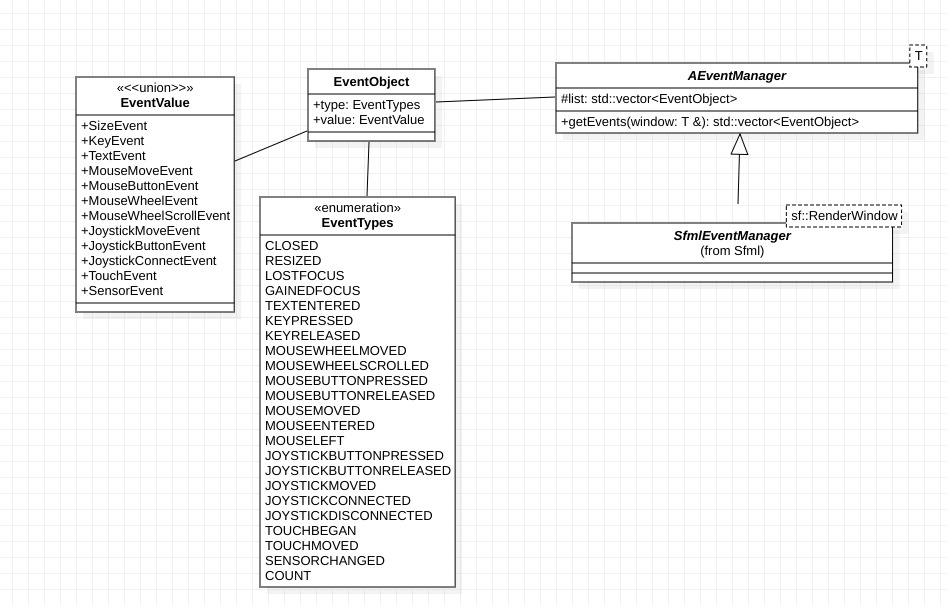 «<<union>>»
EventValue
+SizeEvent
+KeyEvent
+TextEvent
+MouseMoveEvent
+MouseButtonEvent
+MouseWheelEvent
+MouseWheelScrollEvent
+JoystickMoveEvent
+JoystickButtonEvent
+JoystickConnectEvent
+TouchEvent
+SensorEvent
EventObject
+type: EventTypes
+value: EventValue
«enumeration»
EventTypes
CLOSED
RESIZED
LOSTFOCUS
GAINEDFOCUS
TEXTENTERED
KEYPRESSED
KEYRELEASED
MOUSEWHEELMOVED
MOUSEWHEELSCROLLED
MOUSEBUTTONPRESSED
MOUSEBUTTONRELEASED
MOUSEMOVED
MOUSEENTERED
MOUSELEFT
JOYSTICKBUTTONPRESSED
JOYSTICKBUTTONRELEASED
JOYSTICKMOVED
JOYSTICKCONNECTED
JOYSTICKDISCONNECTED
TOUCHBEGAN
TOUCHMOVED
SENSORCHANGED
COUNT
T
AEventManager
#list: std::vector<EventObject>
+getEvents(window: T &): std::vector<EventObject>
sf::RenderWindow
SfmlEventManager
(from Sfml)